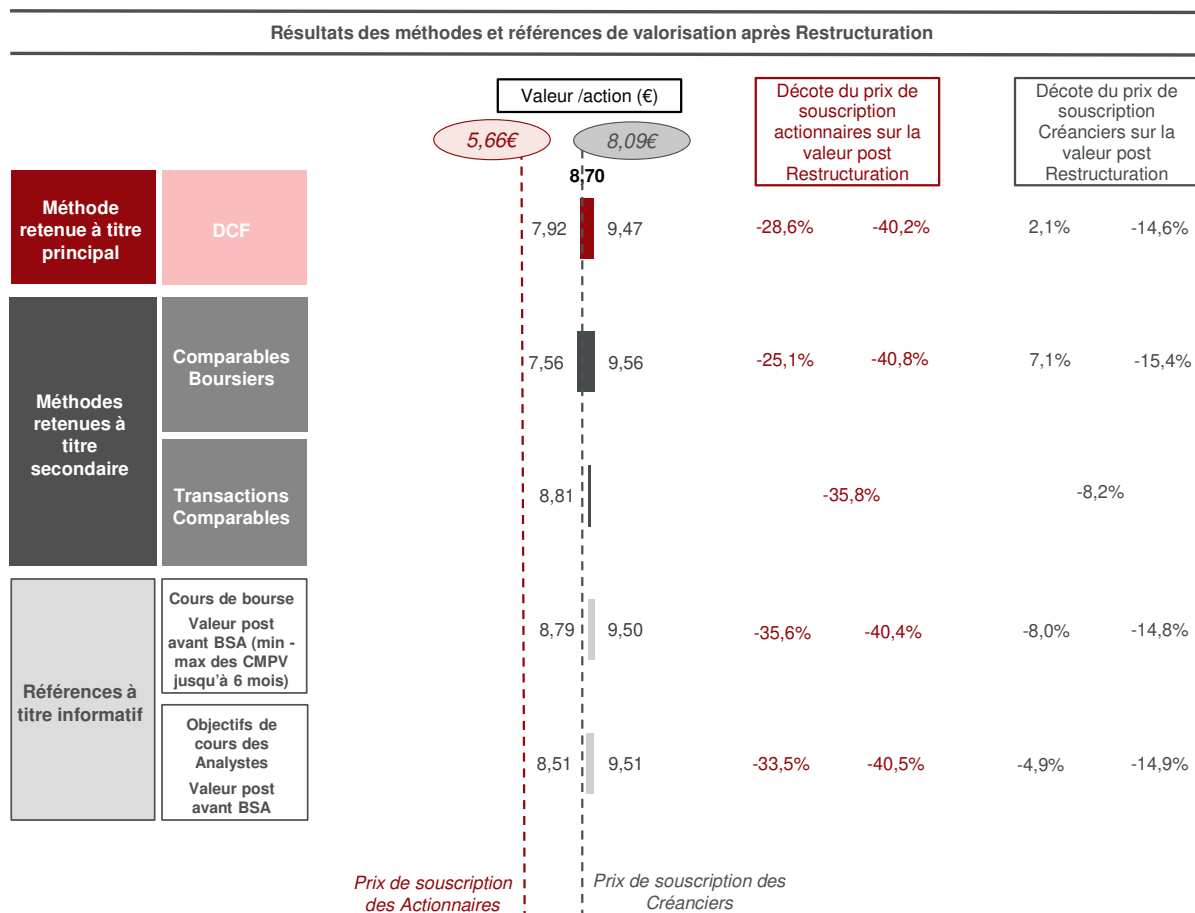 Résultats des méthodes et références de valorisation après Restructuration
Valeur /action (€)
5,66€
8,09€
Décote du prix de
souscription
actionnaires sur la
valeur post
Restructuration
Décote du prix de
souscription
Créanciers sur la
valeur post
Restructuration
Méthode
retenue à titre
principal
DCF
8,70
7,92
9,47
-28,6%
-40,2%
2,1%
-14,6%
Méthodes
retenues à
titre
secondaire
Comparables
Boursiers
7,56
9,56
-25,1%
-40,8%
7,1%
-15,4%
Transactions
Comparables
8,81
-35,8%
-8,2%
Références à
titre informatif
Cours de bourse
Valeur post
avant BSA (min -
max des CMPV
jusqu'à 6 mois)
8,79
9,50
-35,6%
-40,4%
-8,0%
-14,8%
Objectifs de
cours des
Analystes
Valeur post
avant BSA
8,51
9,51
-33,5%
-40,5%
-4,9%
-14,9%
Prix de souscription
des Actionnaires
Prix de souscription des
Créanciers